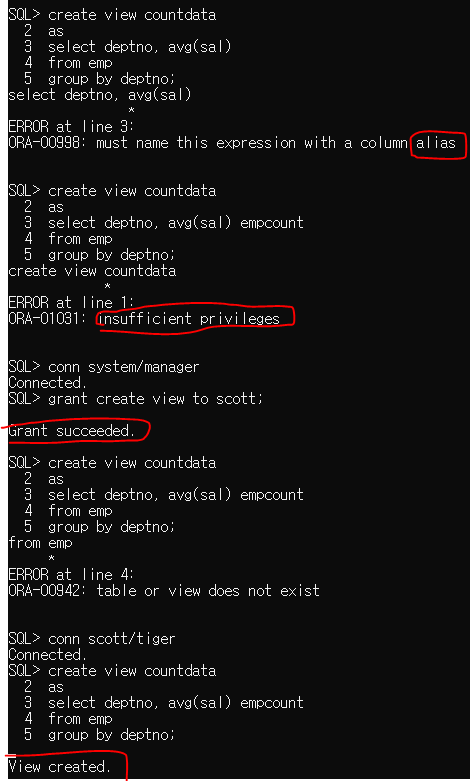 SQL> create view countdata
2 as
3 select deptno, avg(sal)
4 from emp
5 group by deptno;
select deptno, avg(sal)
*
ERROR at line 3:
ORA-00998: must name this expression with a column alias
SQL> create view countdata
2 as
3 select deptno, avg(sal) empcount
4 from emp
5 group by deptno;
create view countdata
*
ERROR at line 1:
ORA-01031: insufficient privileges
SQL> conn system/manager
Connected.
SQL> grant create view to scott;
Grant succeeded.
SQL> create view countdata
2 as
3 select deptno, avg(sal) empcount
4 from emp
5 group by deptno;
from emp
*
ERROR at line 4:
ORA-00942: table or view does not exist
SQL> conn scott/tiger
Connected.
SQL> create view countdata
2 as
3 select deptno, avg(sal) empcount
4 from emp
5 group by deptno;
View created.